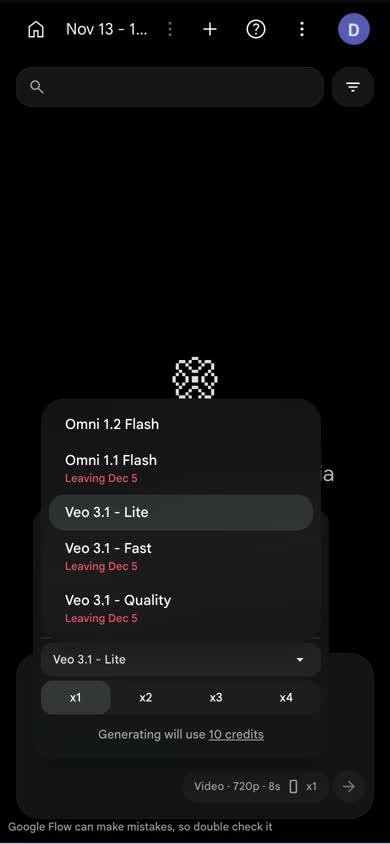 Nov 13 - 1...
D
Omni 1.2 Flash
Omni 1.1 Flash
Leaving Dec 5
ia
Veo 3.1 - Lite
Veo 3.1 - Fast
Leaving Dec 5
Veo 3.1 - Quality
Leaving Dec 5
Veo 3.1 - Lite
x1 x2 x3 x4
Generating will use 10 credits
Video · 720p · 8s x1
Google Flow can make mistakes, so double check it